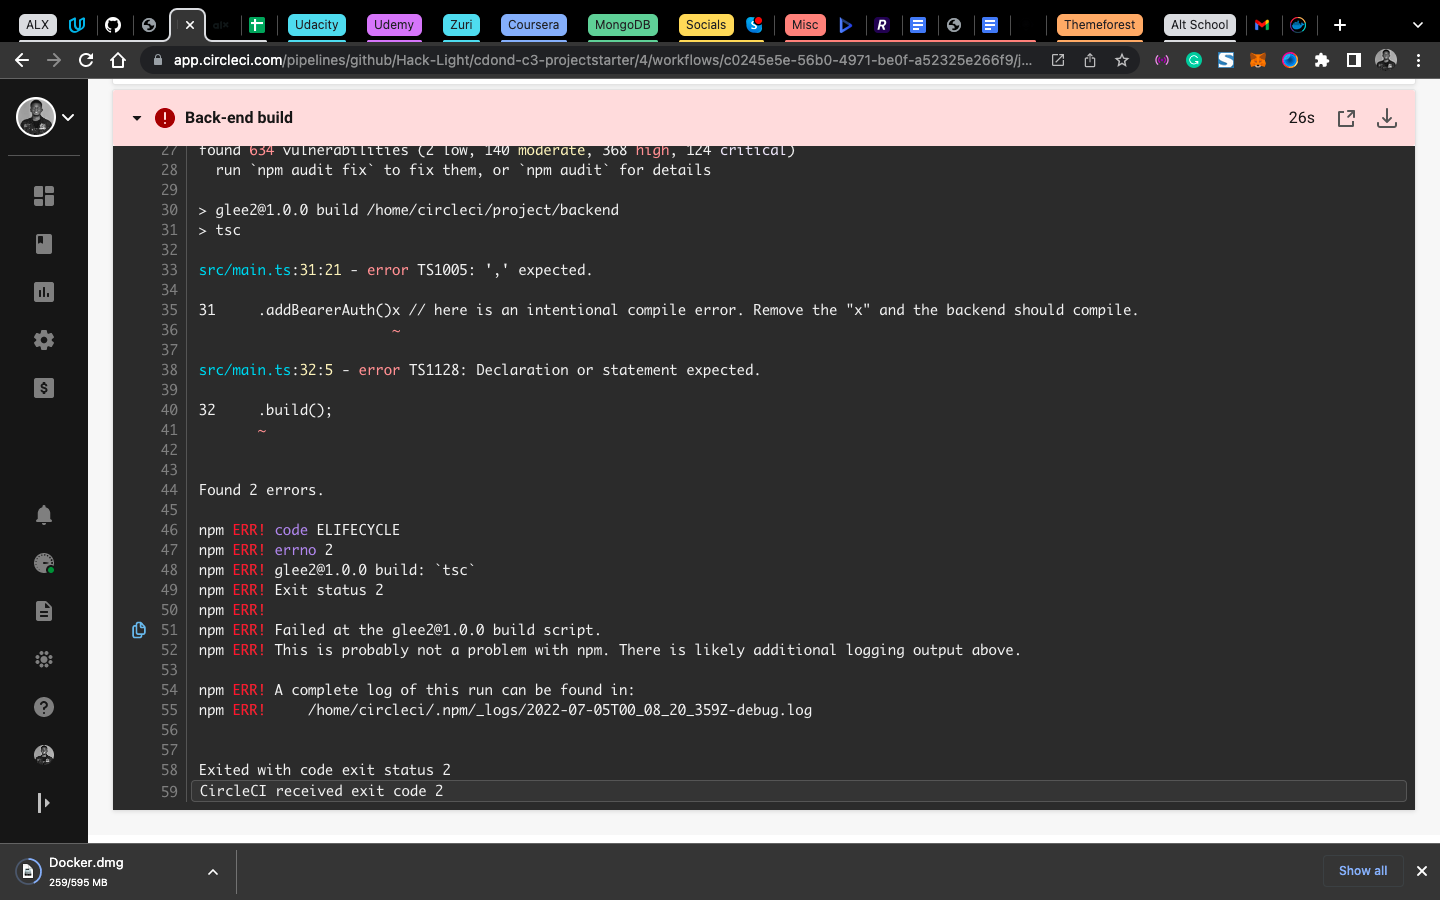 ALX
Udacity
Udemy
Zuri
Coursera
MongoDB
Socials
Misc
Themeforest
Alt School
app.circleci.com/pipelines/github/Hack-Light/cdond-c3-projectstarter/4/workflows/c0245e5e-56b0-4971-be0f-a52325e266f9/j...
Back-end build
26s
27 found 634 vulnerabilities (2 low, 140 moderate, 368 high, 124 critical)
28 run `npm audit fix` to fix them, or `npm audit` for details
29
30 > glee2@1.0.0 build /home/circleci/project/backend
31 > tsc
32
33 src/main.ts:31:21 - error TS1005: ',' expected.
34
35 31 .addBearerAuth()x // here is an intentional compile error. Remove the "x" and the backend should compile.
36 ~
37
38 src/main.ts:32:5 - error TS1128: Declaration or statement expected.
39
40 32 .build();
41 ~
42
43
44 Found 2 errors.
45
46 npm ERR! code ELIFECYCLE
47 npm ERR! errno 2
48 npm ERR! glee2@1.0.0 build: `tsc`
49 npm ERR! Exit status 2
50 npm ERR!
51 npm ERR! Failed at the glee2@1.0.0 build script.
52 npm ERR! This is probably not a problem with npm. There is likely additional logging output above.
53
54 npm ERR! A complete log of this run can be found in:
55 npm ERR! /home/circleci/.npm/_logs/2022-07-05T00_08_20_359Z-debug.log
56
57
58 Exited with code exit status 2
59 CircleCI received exit code 2
Docker.dmg
259/595 MB
Show all